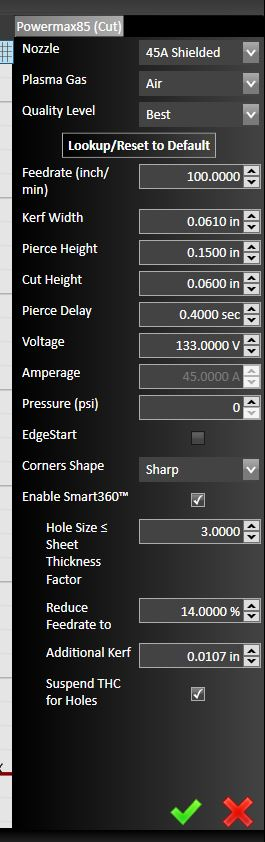 Powermax85 (Cut)
Nozzle 45A Shielded
Plasma Gas Air
Quality Level Best
Lookup/Reset to Default
Feedrate (inch/
min) 100.0000
Kerf Width 0.0610 in
Pierce Height 0.1500 in
Cut Height 0.0600 in
Pierce Delay 0.4000 sec
Voltage 133.0000 V
Amperage 45.0000 A
Pressure (psi) 0
EdgeStart
Corners Shape Sharp
Enable Smart360™
Hole Size ≤ 3.0000
Sheet
Thickness
Factor
Reduce 14.0000 %
Feedrate to
Additional Kerf 0.0107 in
Suspend THC
for Holes